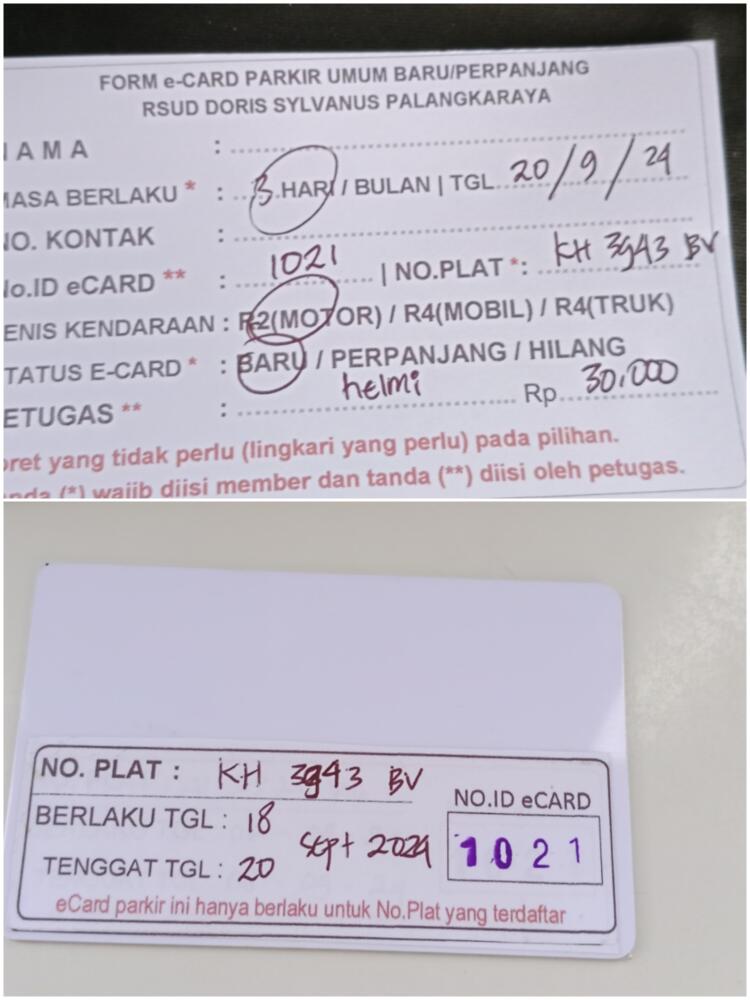 FORM e-CARD PARKIR UMUM BARU/PERPANJANG
RSUD DORIS SYLVANUS PALANGKARAYA
AMA :
ASA BERLAKU * : 3 HARI / BULAN | TGL 20/9/24
NO. KONTAK :
No.ID eCARD ** : 1021 | NO.PLAT *: KH 3943 BV
ENIS KENDARAAN : R2(MOTOR) / R4(MOBIL) / R4(TRUK)
TATUS E-CARD * : BARU / PERPANJANG / HILANG
ETUGAS ** : helmi Rp. 30.000
oret yang tidak perlu (lingkari yang perlu) pada pilihan.
nda (*) wajib diisi member dan tanda (**) diisi oleh petugas.
NO. PLAT : KH 3943 BV
BERLAKU TGL : 18
TENGGAT TGL : 20
Sept 2024
NO.ID eCARD
1021
eCard parkir ini hanya berlaku untuk No.Plat yang terdaftar